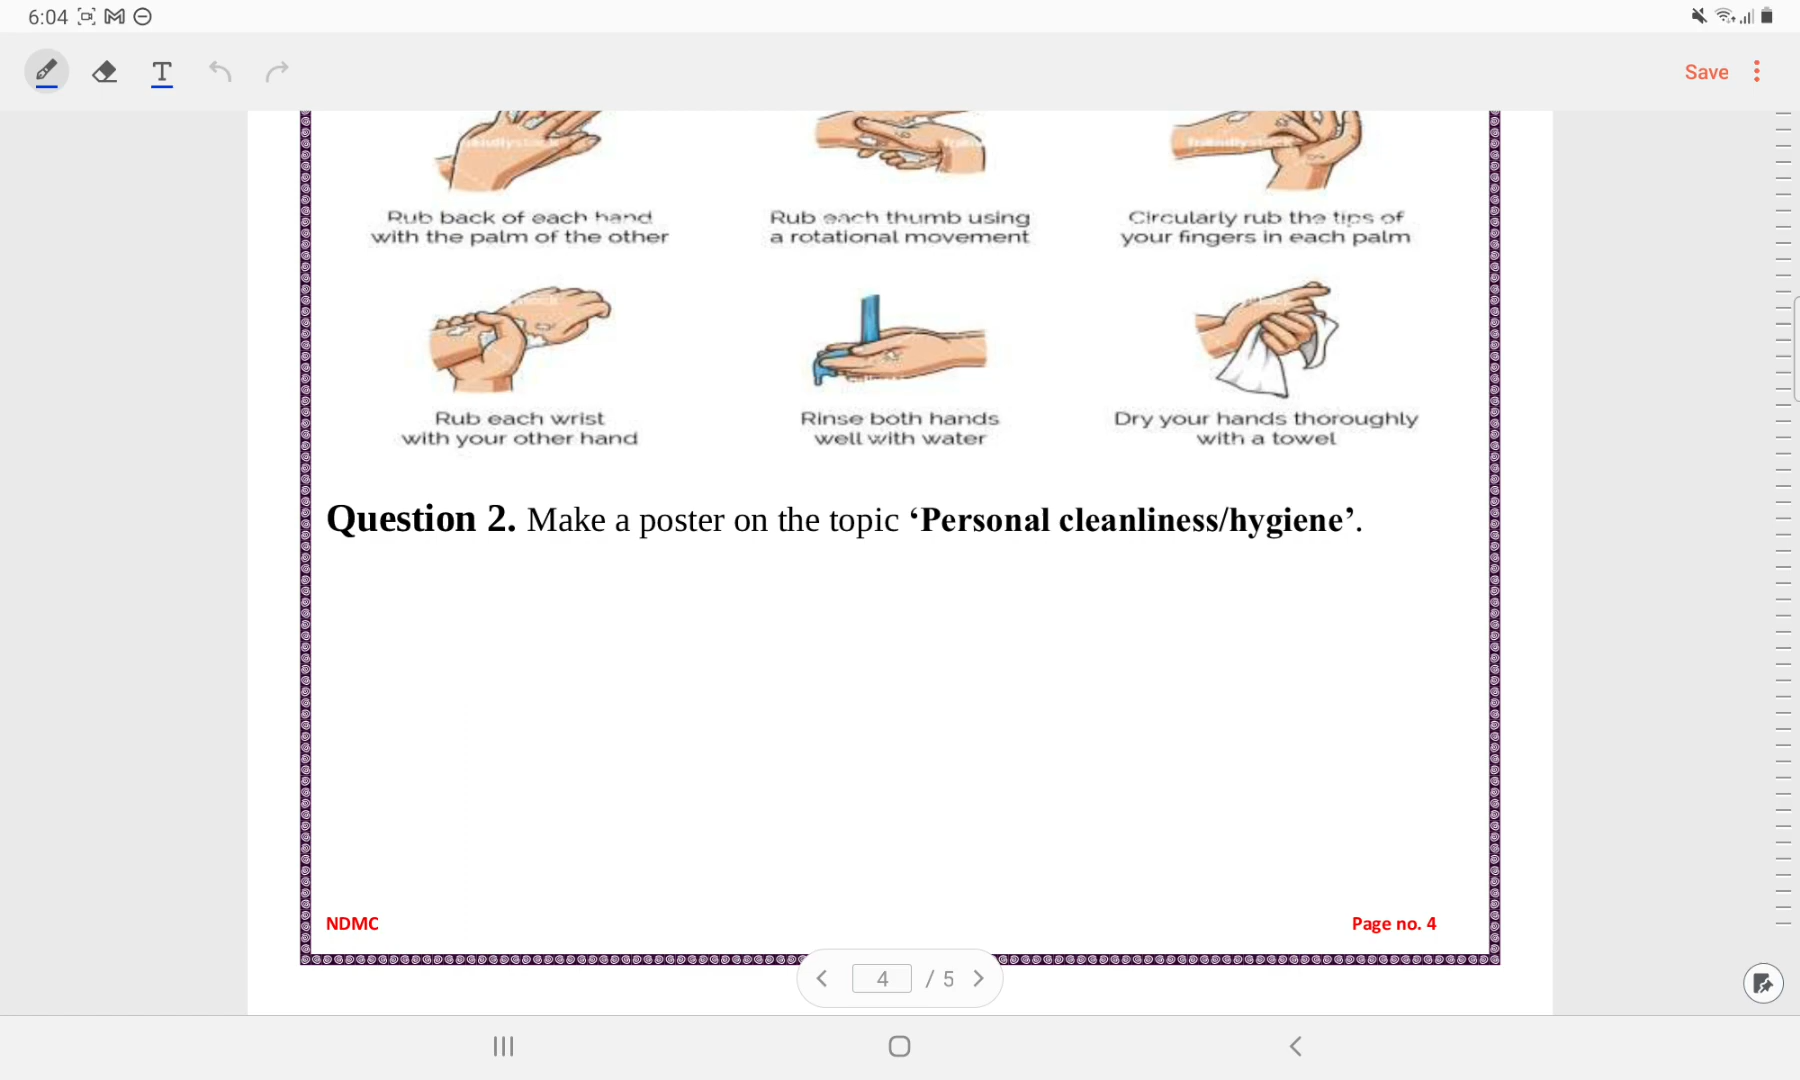 6:04
Save
Rub back of each hand
with the palm of the other
Rub each thumb using
a rotational movement
Circularly rub the tips of
your fingers in each palm
Rub each wrist
with your other hand
Rinse both hands
well with water
Dry your hands thoroughly
with a towel
Question 2. Make a poster on the topic ‘Personal cleanliness/hygiene’.
NDMC
Page no. 4
4 / 5